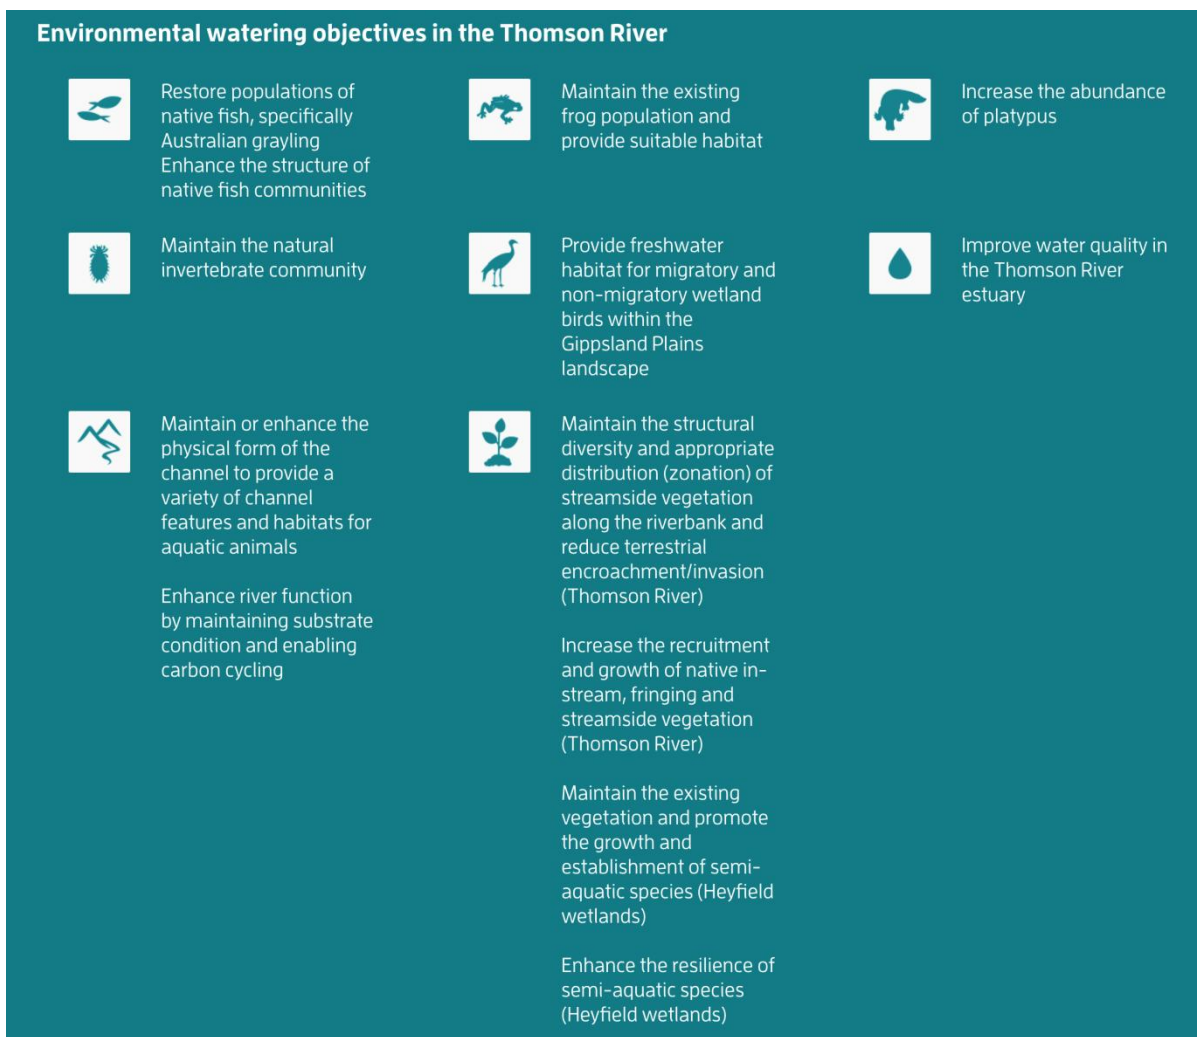 Environmental watering objectives in the Thomson River
Restore populations of
native fish, specifically
Australian grayling
Enhance the structure of
native fish communities
Maintain the existing
frog population and
provide suitable habitat
Increase the abundance
of platypus
Maintain the natural
invertebrate community
Provide freshwater
habitat for migratory and
non-migratory wetland
birds within the
Gippsland Plains
landscape
Improve water quality in
the Thomson River
estuary
Maintain or enhance the
physical form of the
channel to provide a
variety of channel
features and habitats for
aquatic animals
Enhance river function
by maintaining substrate
condition and enabling
carbon cycling
Maintain the structural
diversity and appropriate
distribution (zonation) of
streamside vegetation
along the riverbank and
reduce terrestrial
encroachment/invasion
(Thomson River)
Increase the recruitment
and growth of native in-
stream, fringing and
streamside vegetation
(Thomson River)
Maintain the existing
vegetation and promote
the growth and
establishment of semi-
aquatic species (Heyfield
wetlands)
Enhance the resilience of
semi-aquatic species
(Heyfield wetlands)